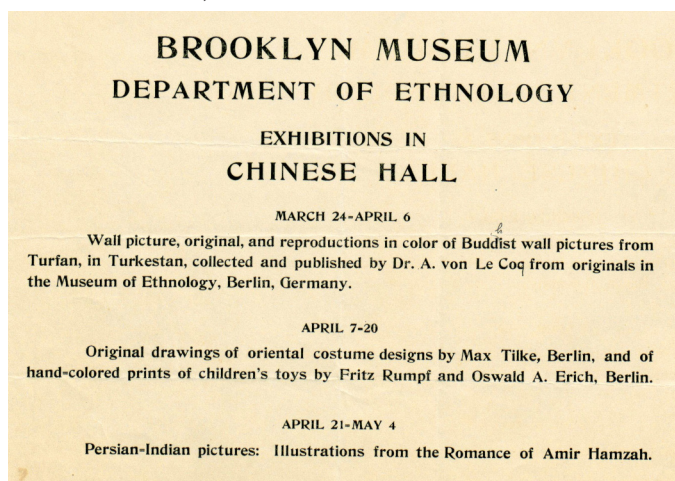 BROOKLYN MUSEUM
DEPARTMENT OF ETHNOLOGY
EXHIBITIONS IN
CHINESE HALL
MARCH 24-APRIL 6
h
Wall picture, original, and reproductions in color of Buddist wall pictures from
Turfan, in Turkestan, collected and published by Dr. A. von Le Coq from originals in
the Museum of Ethnology, Berlin, Germany.
APRIL 7-20
Original drawings of oriental costume designs by Max Tilke, Berlin, and of
hand-colored prints of children's toys by Fritz Rumpf and Oswald A. Erich, Berlin.
APRIL 21-MAY 4
Persian-Indian pictures: Illustrations from the Romance of Amir Hamzah.